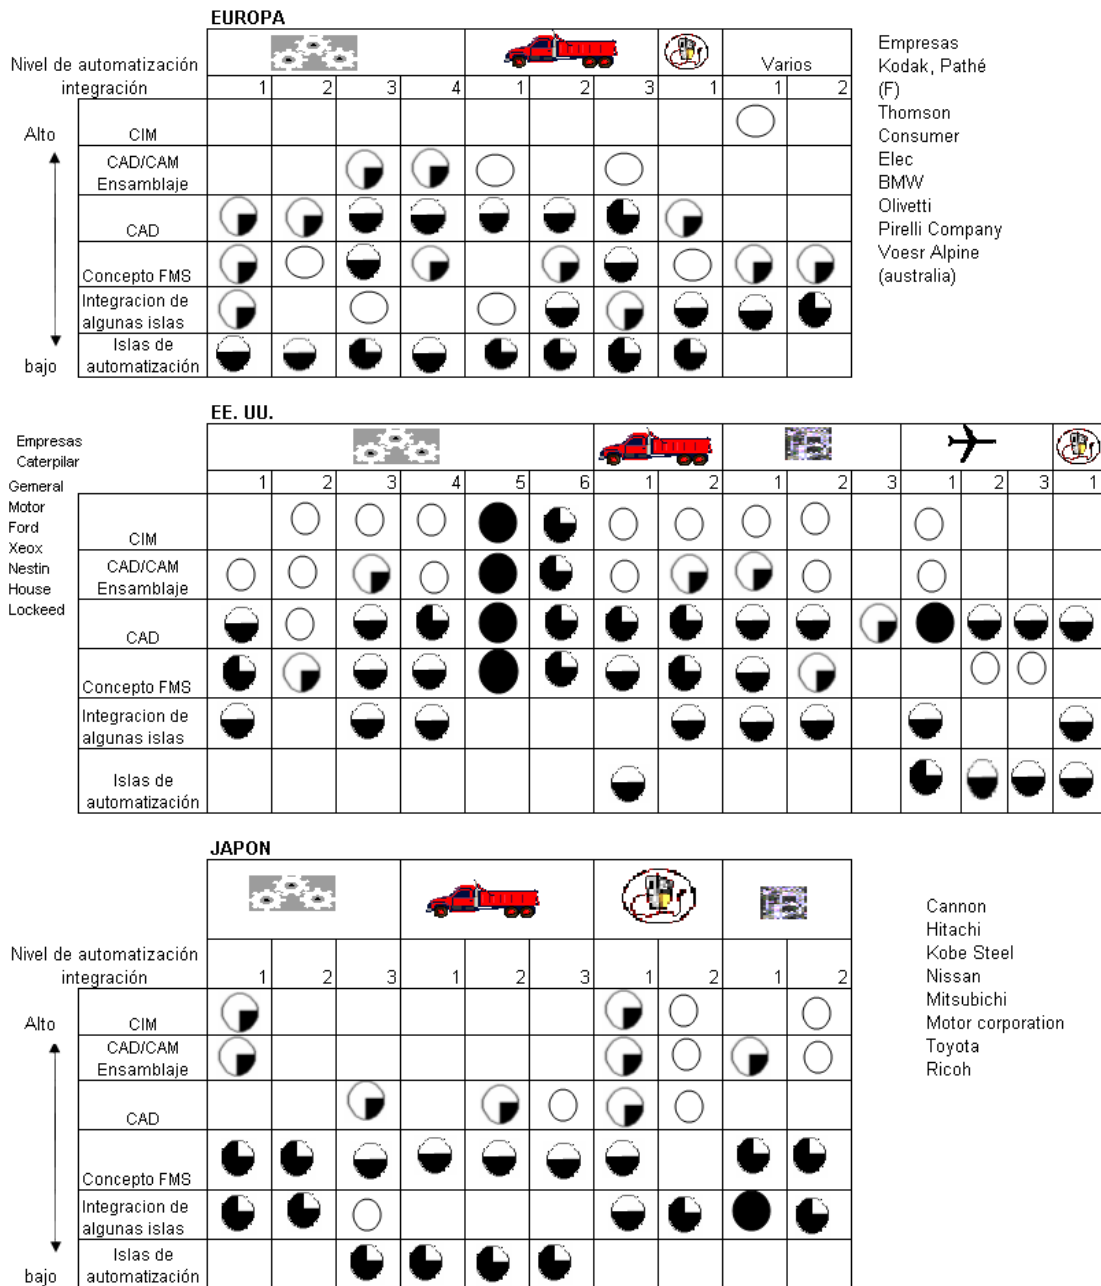 EUROPA
Nivel de automatización
integración
Varios
1 2 3 4 1 2 3 1 1 2
Alto
CIM
CAD/CAM
Ensamblaje
CAD
Concepto FMS
Integracion de
algunas islas
Islas de
automatización
bajo
Empresas
Kodak, Pathé
(F)
Thomson
Consumer
Elec
BMW
Olivetti
Pirelli Company
Voesr Alpine
(australia)
EE. UU.
Empresas
Caterpilar
Gemeral
Motor
Ford
Xeox
Nestin
House
Lockeed
1 2 3 4 5 6 1 2 1 2 3 1 2 3 1
CIM
CAD/CAM
Ensamblaje
CAD
Concepto FMS
Integracion de
algunas islas
Islas de
automatización
JAPON
Nivel de automatización
integración
1 2 3 1 2 3 1 2 1 2
Alto
CIM
CAD/CAM
Ensamblaje
CAD
Concepto FMS
Integracion de
algunas islas
Islas de
automatización
bajo
Cannon
Hitachi
Kobe Steel
Nissan
Mitsubichi
Motor corporation
Toyota
Ricoh